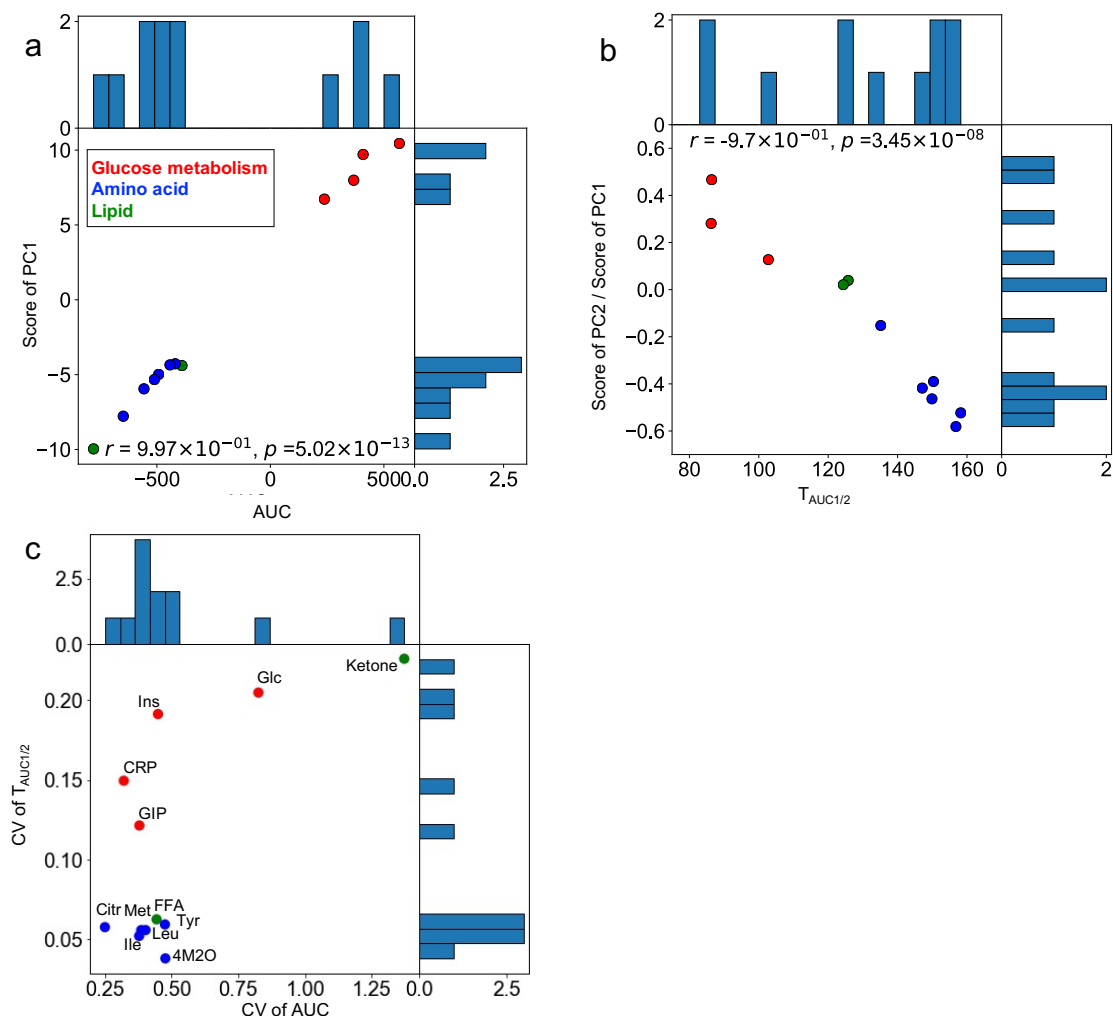 a
2
1
0
10
5
0
−5
−10
Score of PC1
Glucose metabolism
Amino acid
Lipid
r = 9.97×10⁻⁰¹, p =5.02×10⁻¹³
−500
0
5000
0.0
2.5
AUC
b
2
1
0
r = -9.7×10⁻⁰¹, p =3.45×10⁻⁰⁸
0.6
0.4
0.2
0.0
−0.2
−0.4
−0.6
Score of PC2 / Score of PC1
80
100
120
140
160
0
2
T_AUC1/2
c
2.5
0.0
0.20
0.15
0.10
0.05
CV of T_AUC1/2
Ketone
Glc
Ins
CRP
GIP
Citr
Met
FFA
Tyr
Ile
Leu
4M2O
0.25
0.50
0.75
1.00
1.25
0.0
2.5
CV of AUC